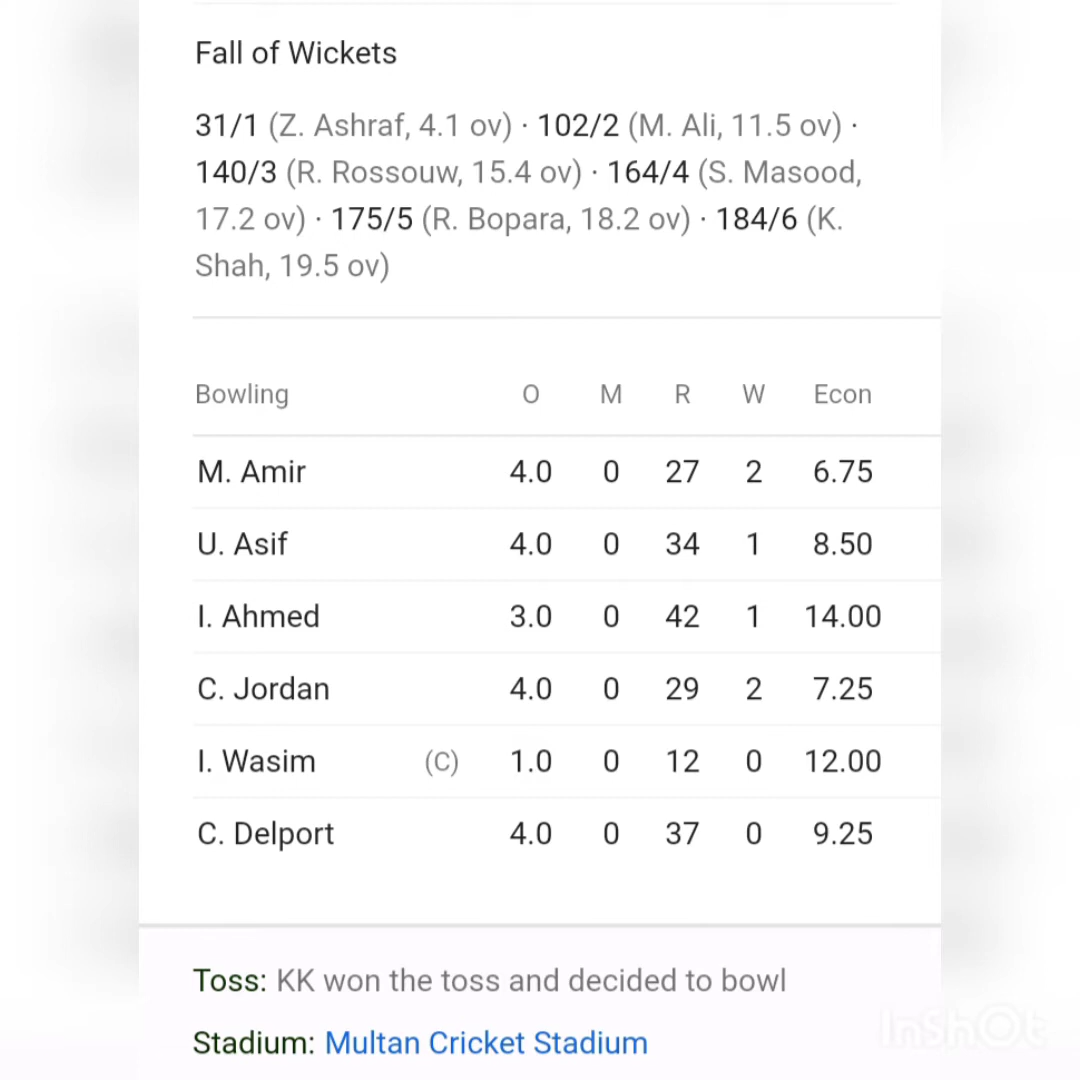 Fall of Wickets
31/1 (Z. Ashraf, 4.1 ov) · 102/2 (M. Ali, 11.5 ov) ·
140/3 (R. Rossouw, 15.4 ov) · 164/4 (S. Masood,
17.2 ov) · 175/5 (R. Bopara, 18.2 ov) · 184/6 (K.
Shah, 19.5 ov)
Bowling O M R W Econ
M. Amir 4.0 0 27 2 6.75
U. Asif 4.0 0 34 1 8.50
I. Ahmed 3.0 0 42 1 14.00
C. Jordan 4.0 0 29 2 7.25
I. Wasim (C) 1.0 0 12 0 12.00
C. Delport 4.0 0 37 0 9.25
Toss: KK won the toss and decided to bowl
Stadium: Multan Cricket Stadium
InShOt